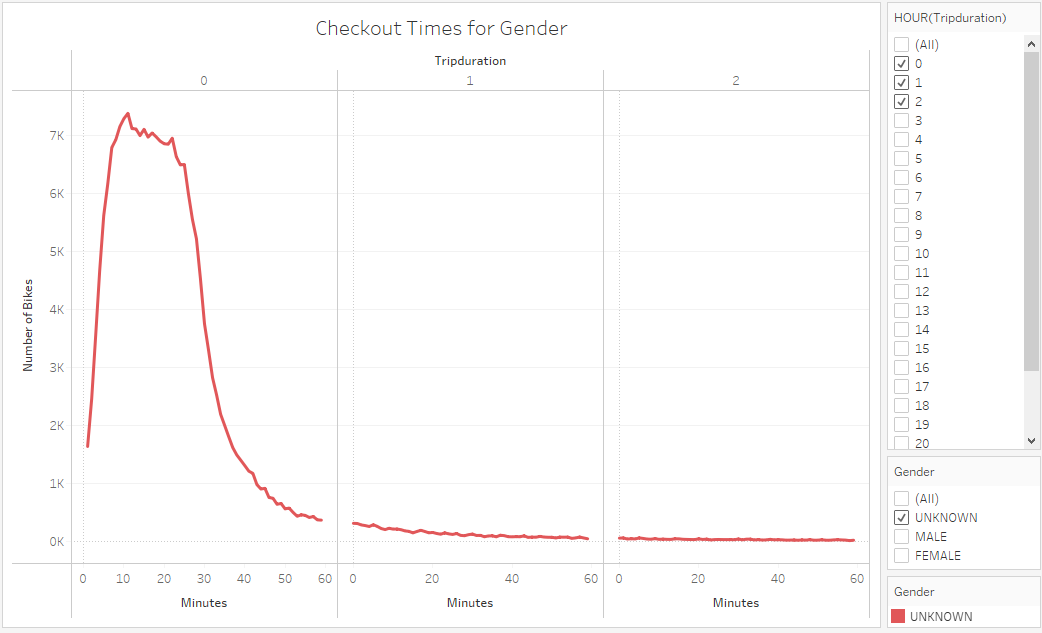 Checkout Times for Gender
Tripduration
0 1 2
7K
6K
5K
4K
3K
2K
1K
0K
Number of Bikes
0 10 20 30 40 50 60 0 20 40 60 0 20 40 60
Minutes Minutes Minutes
HOUR(Tripduration)
(All)
0
1
2
3
4
5
6
7
8
9
10
11
12
13
14
15
16
17
18
19
20
Gender
(All)
UNKNOWN
MALE
FEMALE
Gender
UNKNOWN